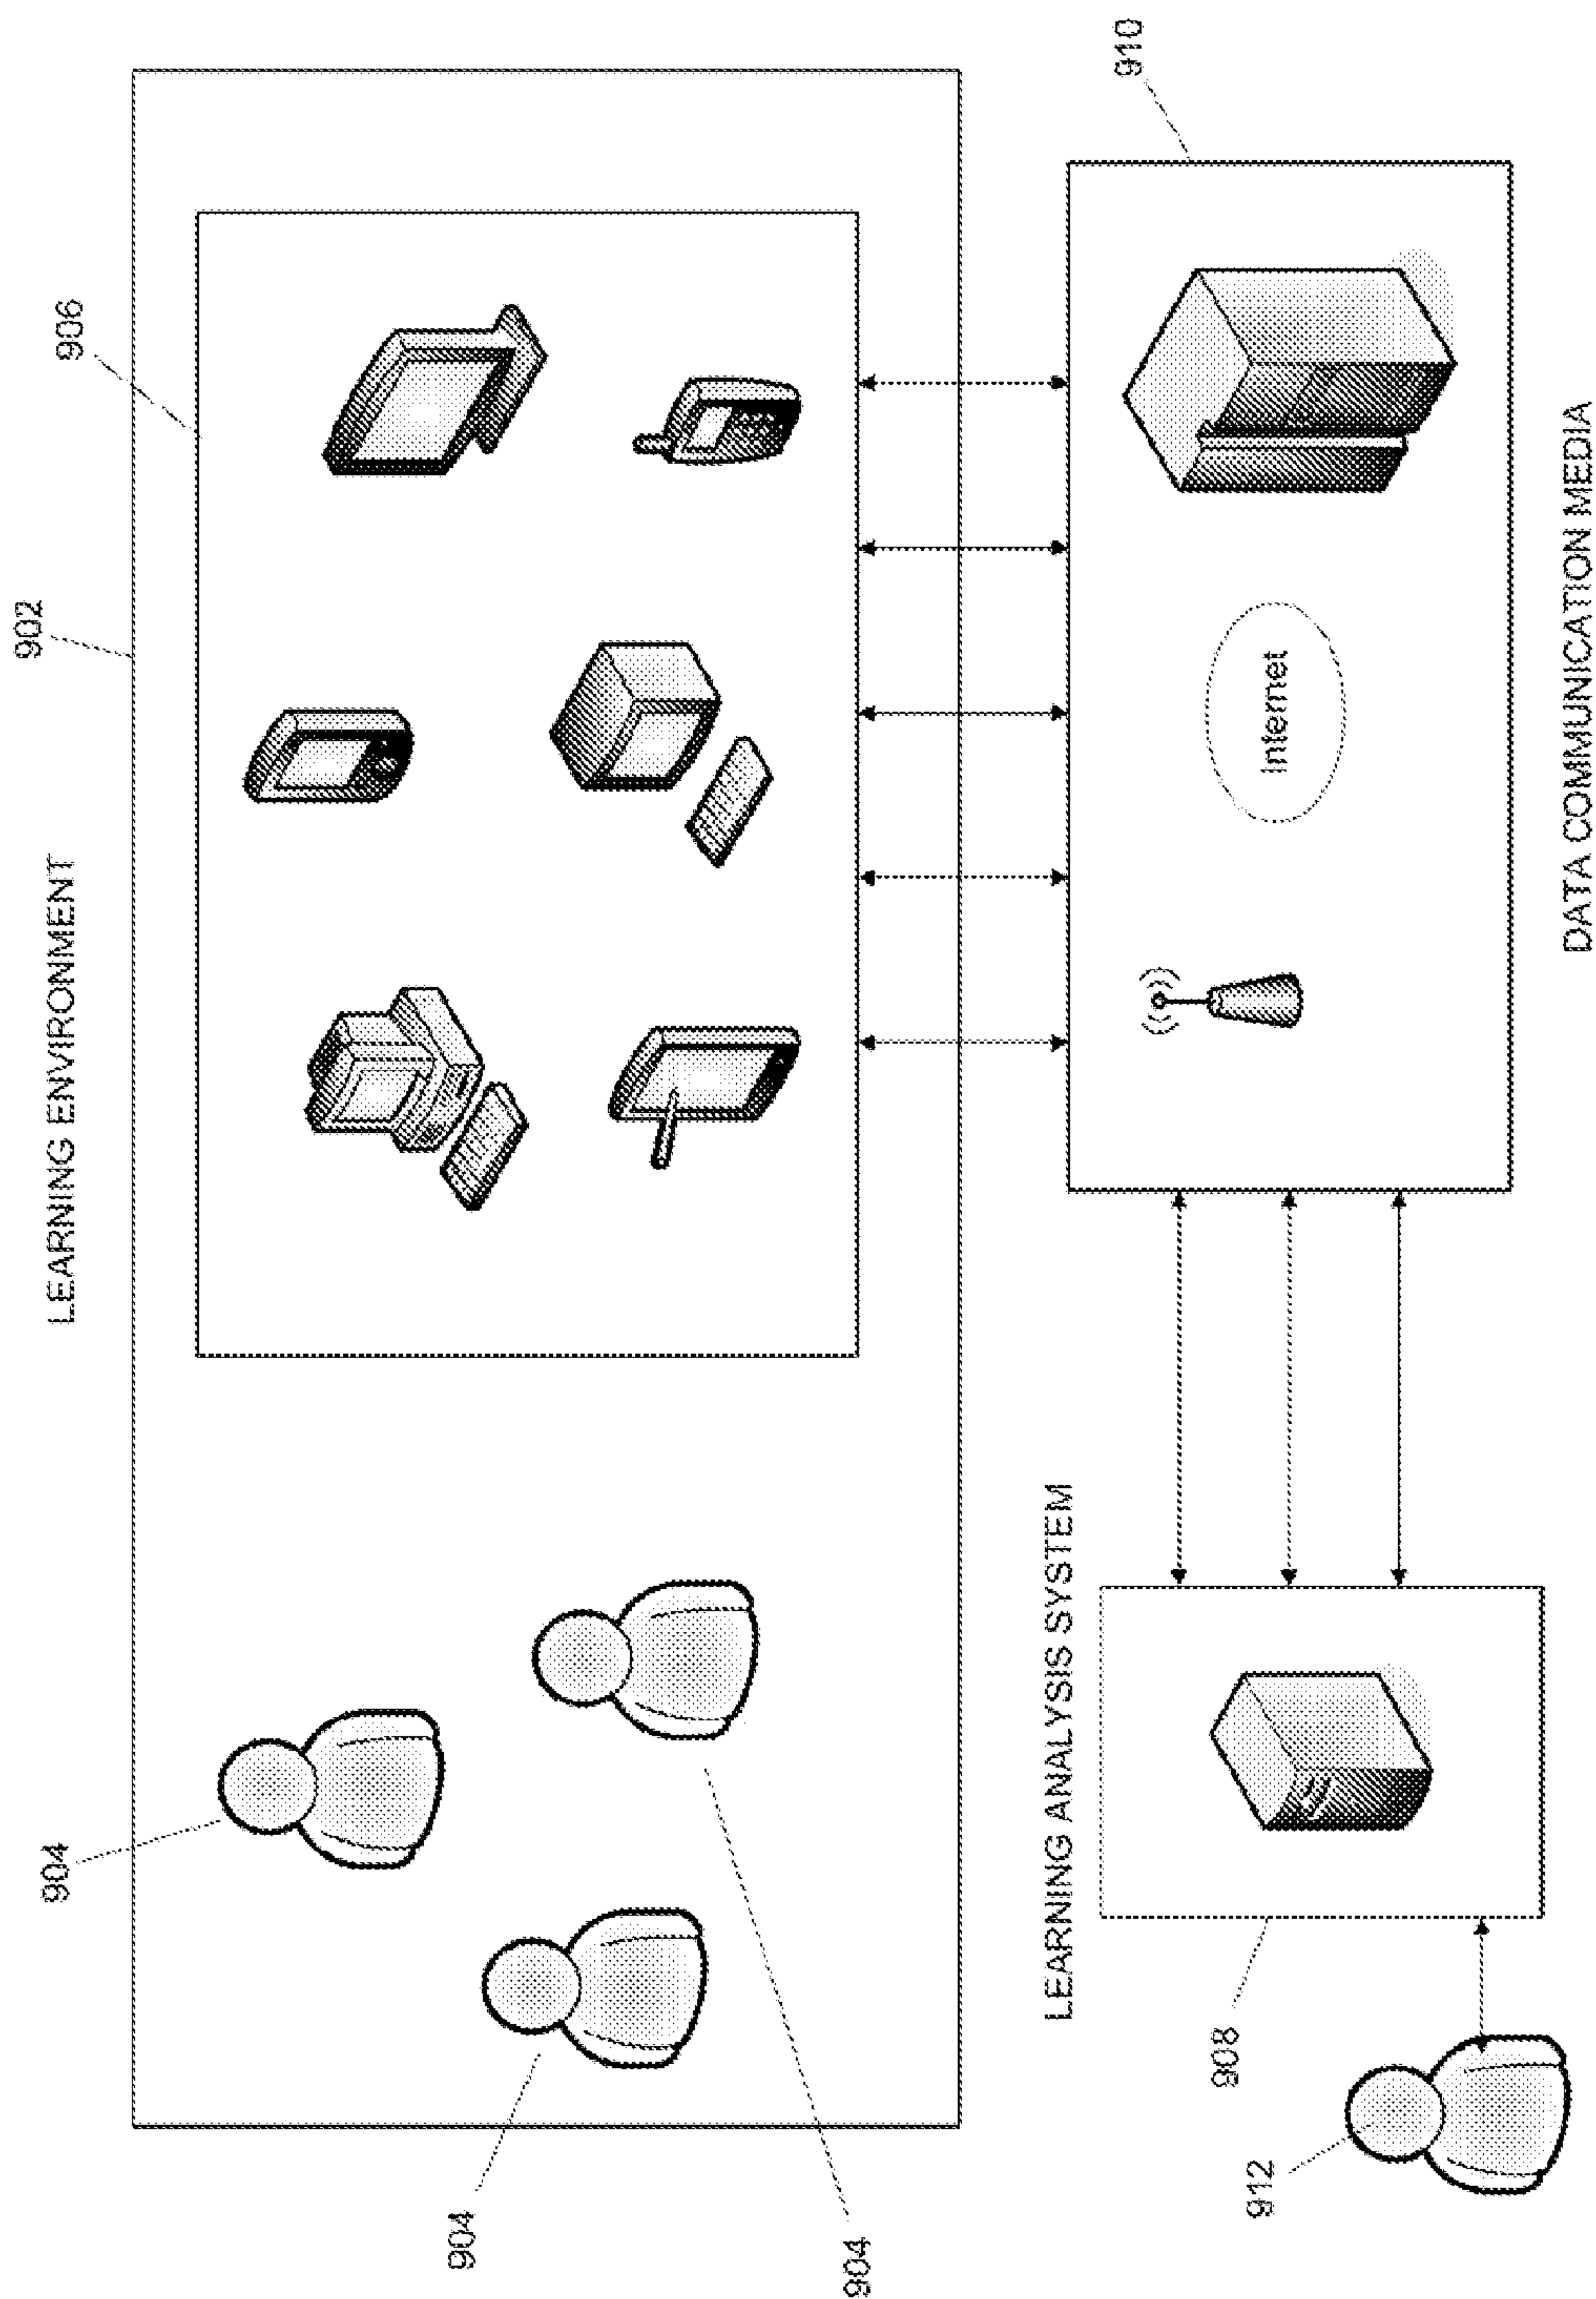 LEARNING ENVIRONMENT
902
906
904
904
904
LEARNING ANALYSIS SYSTEM
908
912
910
Internet
DATA COMMUNICATION MEDIA